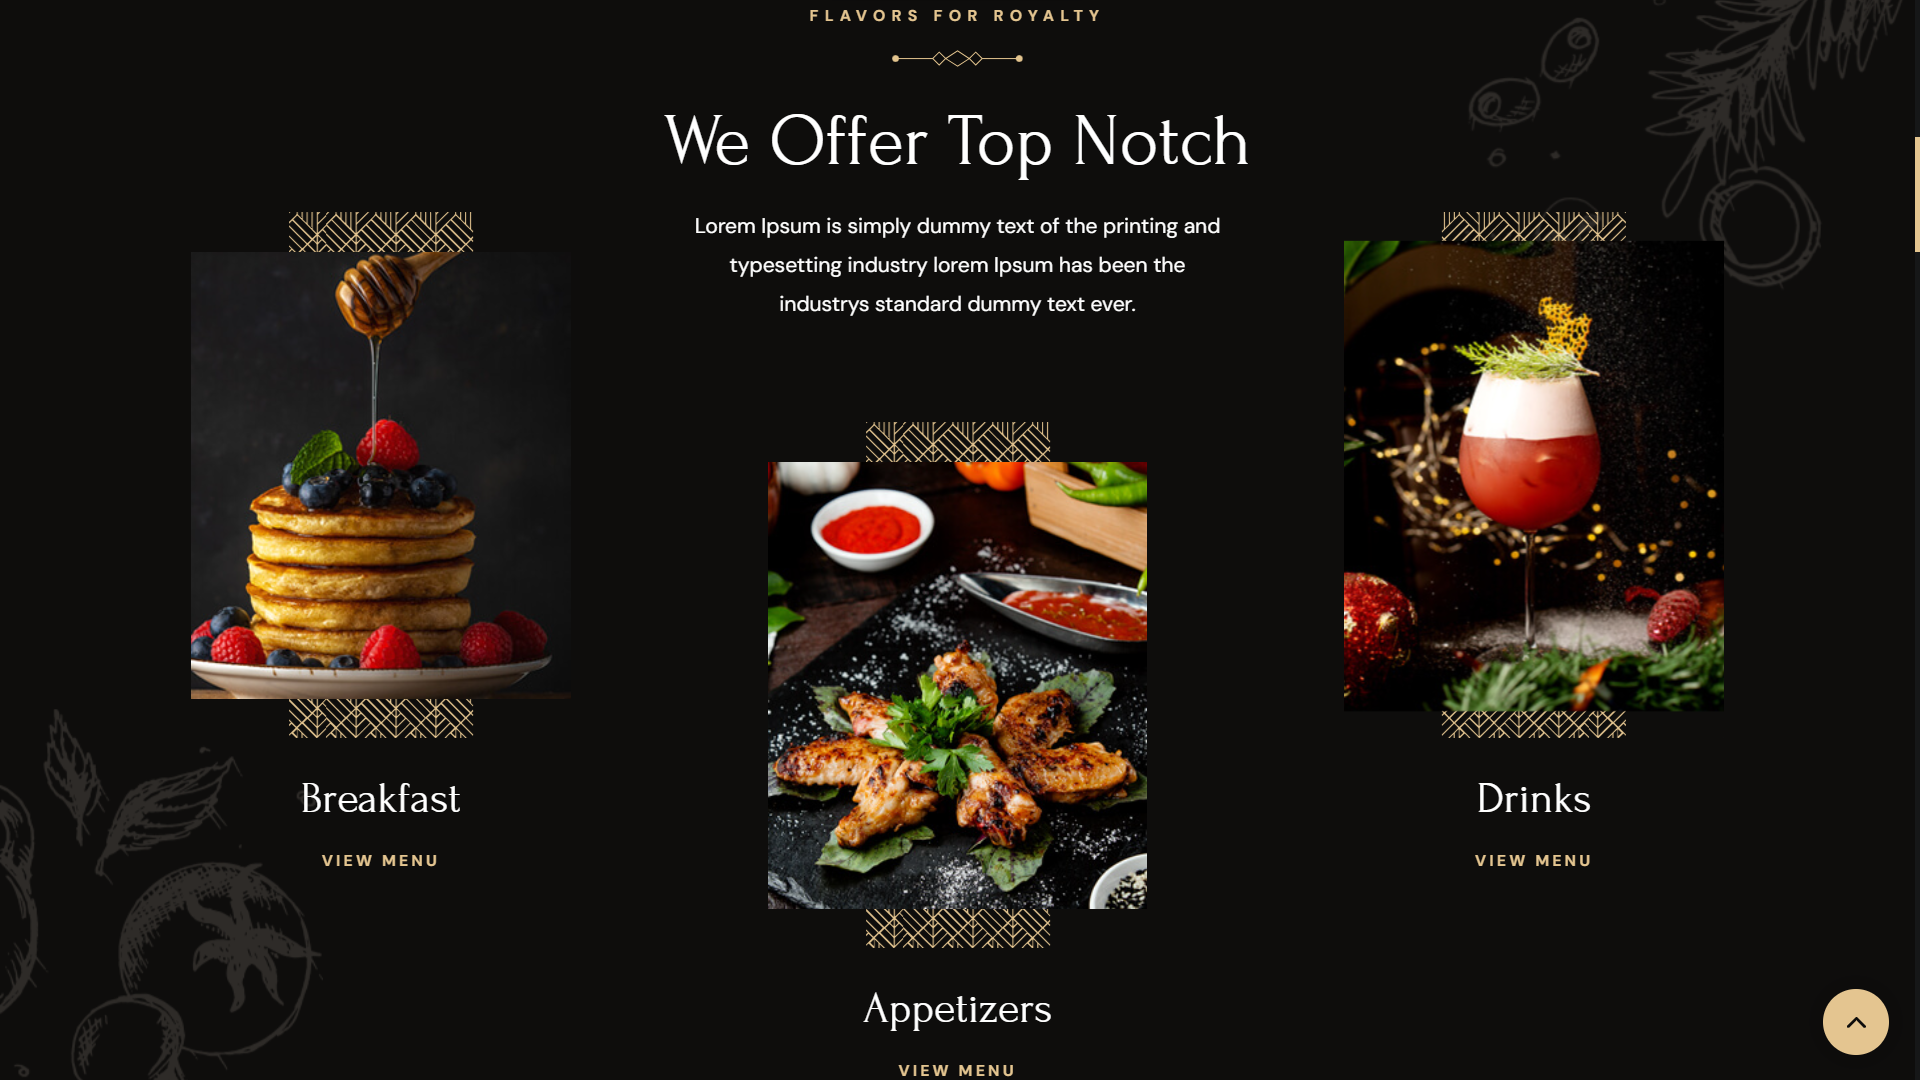 FLAVORS FOR ROYALTY
We Offer Top Notch
Lorem Ipsum is simply dummy text of the printing and
typesetting industry lorem Ipsum has been the
industrys standard dummy text ever.
Breakfast
VIEW MENU
Appetizers
VIEW MENU
Drinks
VIEW MENU